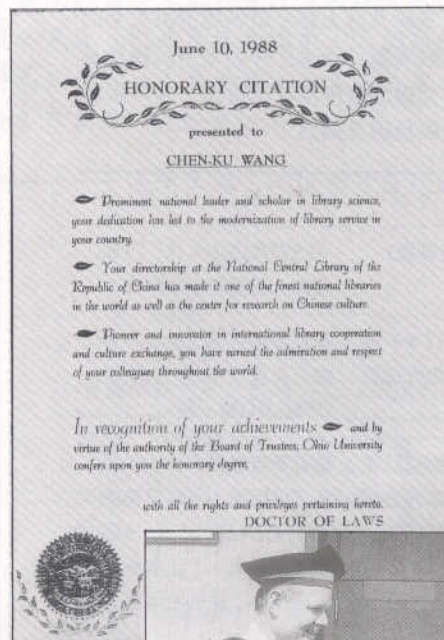 June 10, 1988
HONORARY CITATION
presented to
CHEN-KU WANG
Prominent national leader and scholar in library science,
your dedication has led to the modernization of library service in
your country.
Your directorship at the National Central Library of the
Republic of China has made it one of the finest national libraries
in the world as well as the center for research on Chinese culture.
Pioneer and innovator in international library cooperation
and culture exchange, you have earned the admiration and respect
of your colleagues throughout the world.
In recognition of your achievements and by
virtue of the authority of the Board of Trustees, Ohio University
confers upon you the honorary degree,
with all the rights and privileges pertaining hereto.
DOCTOR OF LAWS